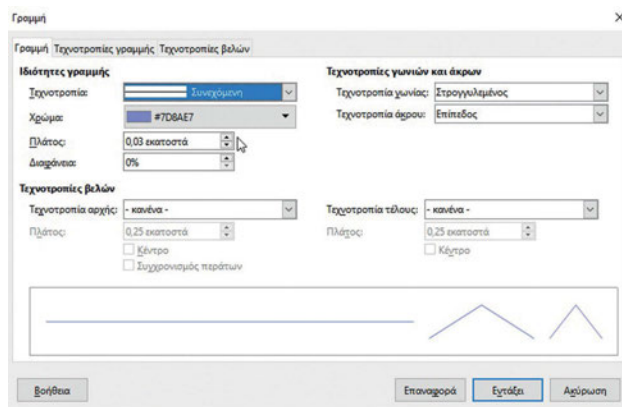 Γραμμή
Γραμμή Τεχνοτροπίες γραμμής Τεχνοτροπίες βελών
Ιδιότητες γραμμής
Τεχνοτροπία: Συνεχόμενη
Χρώμα: #7D8AE7
Πλάτος: 0,03 εκατοστά
Διαφάνεια: 0%
Τεχνοτροπίες γωνιών και άκρων
Τεχνοτροπία γωνίας: Στρογγυλεμένος
Τεχνοτροπία άκρου: Επίπεδος
Τεχνοτροπίες βελών
Τεχνοτροπία αρχής: - κανένα -
Πλάτος: 0,25 εκατοστά
Κέντρο
Συγχρονισμός περάτων
Τεχνοτροπία τέλους: - κανένα -
Πλάτος: 0,25 εκατοστά
Κέντρο
Βοήθεια Επαναφορά Εντάξει Ακύρωση